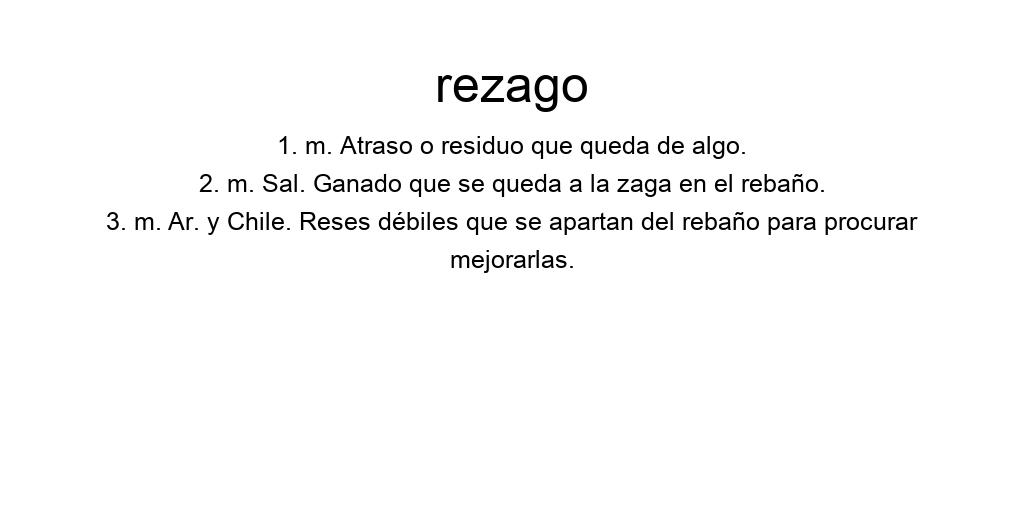 rezago
1. m. Atraso o residuo que queda de algo.
2. m. Sal. Ganado que se queda a la zaga en el rebaño.
3. m. Ar. y Chile. Reses débiles que se apartan del rebaño para procurar
mejorarlas.